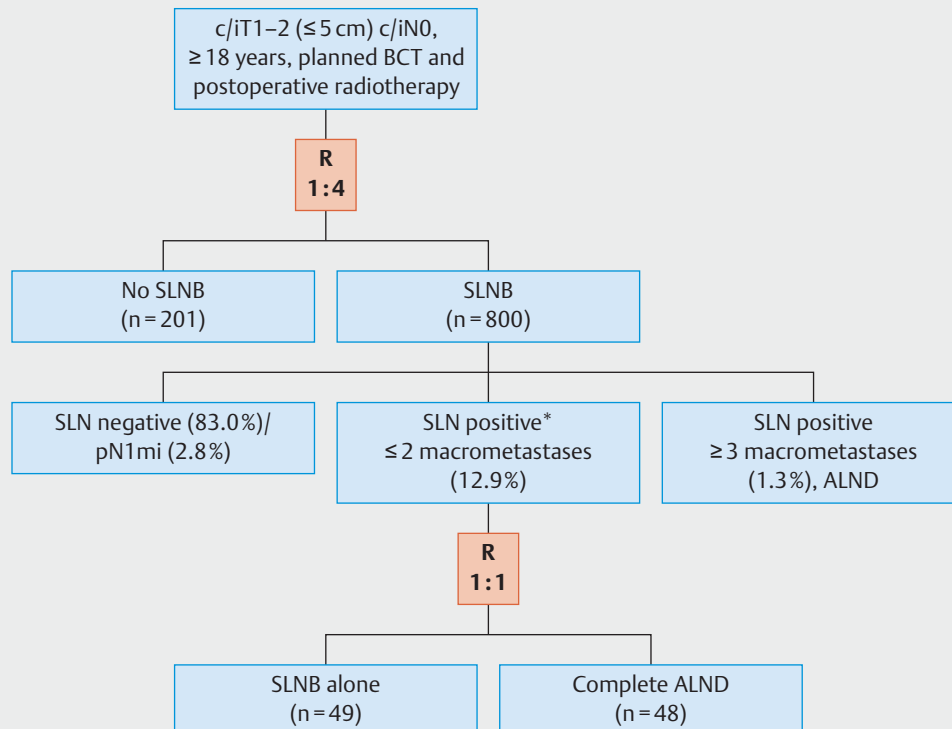 c/iT1–2 (≤ 5 cm) c/iN0,
≥ 18 years, planned BCT and
postoperative radiotherapy
R
1:4
No SLNB
(n = 201)
SLNB
(n = 800)
SLN negative (83.0%)/
pN1mi (2.8%)
SLN positive*
≤ 2 macrometastases
(12.9%)
SLN positive
≥ 3 macrometastases
(1.3%), ALND
R
1:1
SLNB alone
(n = 49)
Complete ALND
(n = 48)